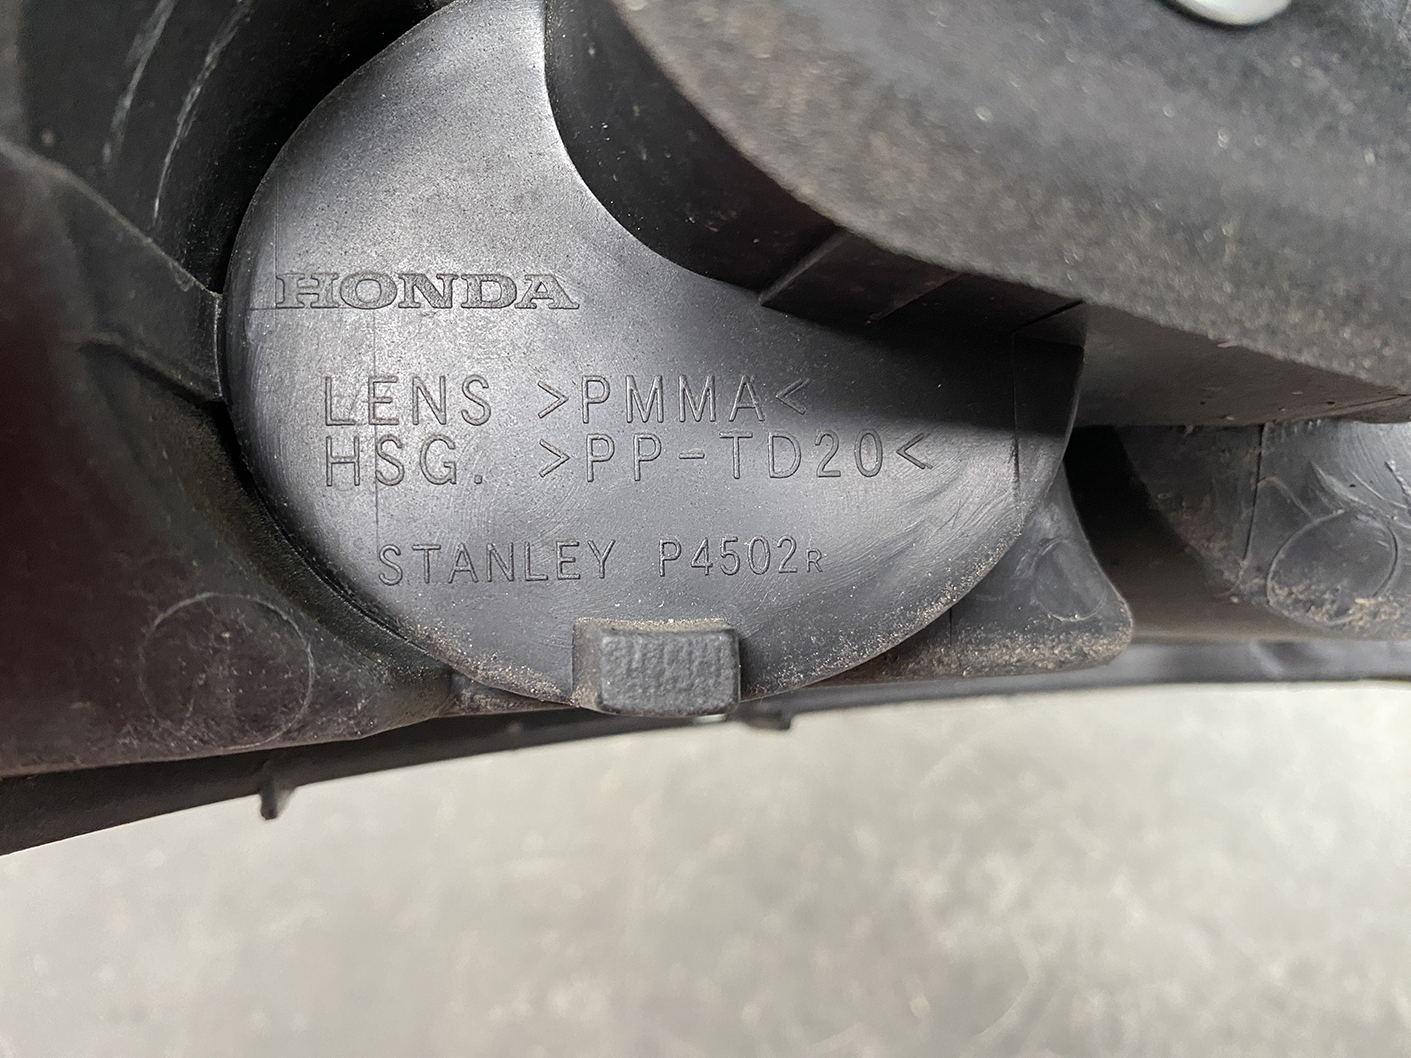 HONDA
LENS >PMMA<
HSG. >PP-TD20<
STANLEY P4502R